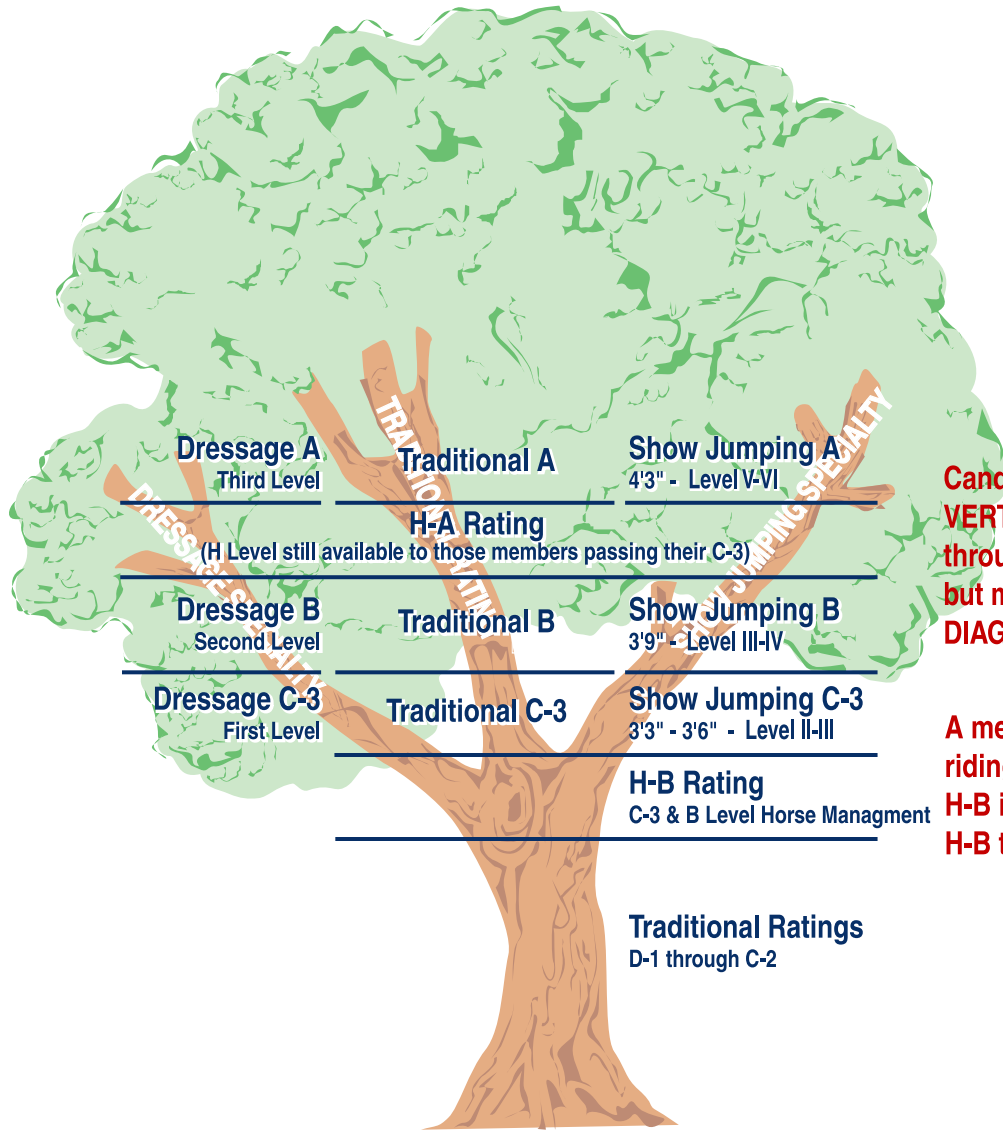 Dressage A
Third Level
Traditional A
Show Jumping A
4'3" - Level V-VI
H-A Rating
(H Level still available to those members passing their C-3)
Dressage B
Second Level
Traditional B
Show Jumping B
3'9" - Level III-IV
Dressage C-3
First Level
Traditional C-3
Show Jumping C-3
3'3" - 3'6" - Level II-III
H-B Rating
C-3 & B Level Horse Managment
Traditional Ratings
D-1 through C-2
DRESSAGE SPECIALTY
SHOW JUMPING SPECIALTY
Cand
VERT
throu
but m
DIAG
A me
riding
H-B i
H-B t